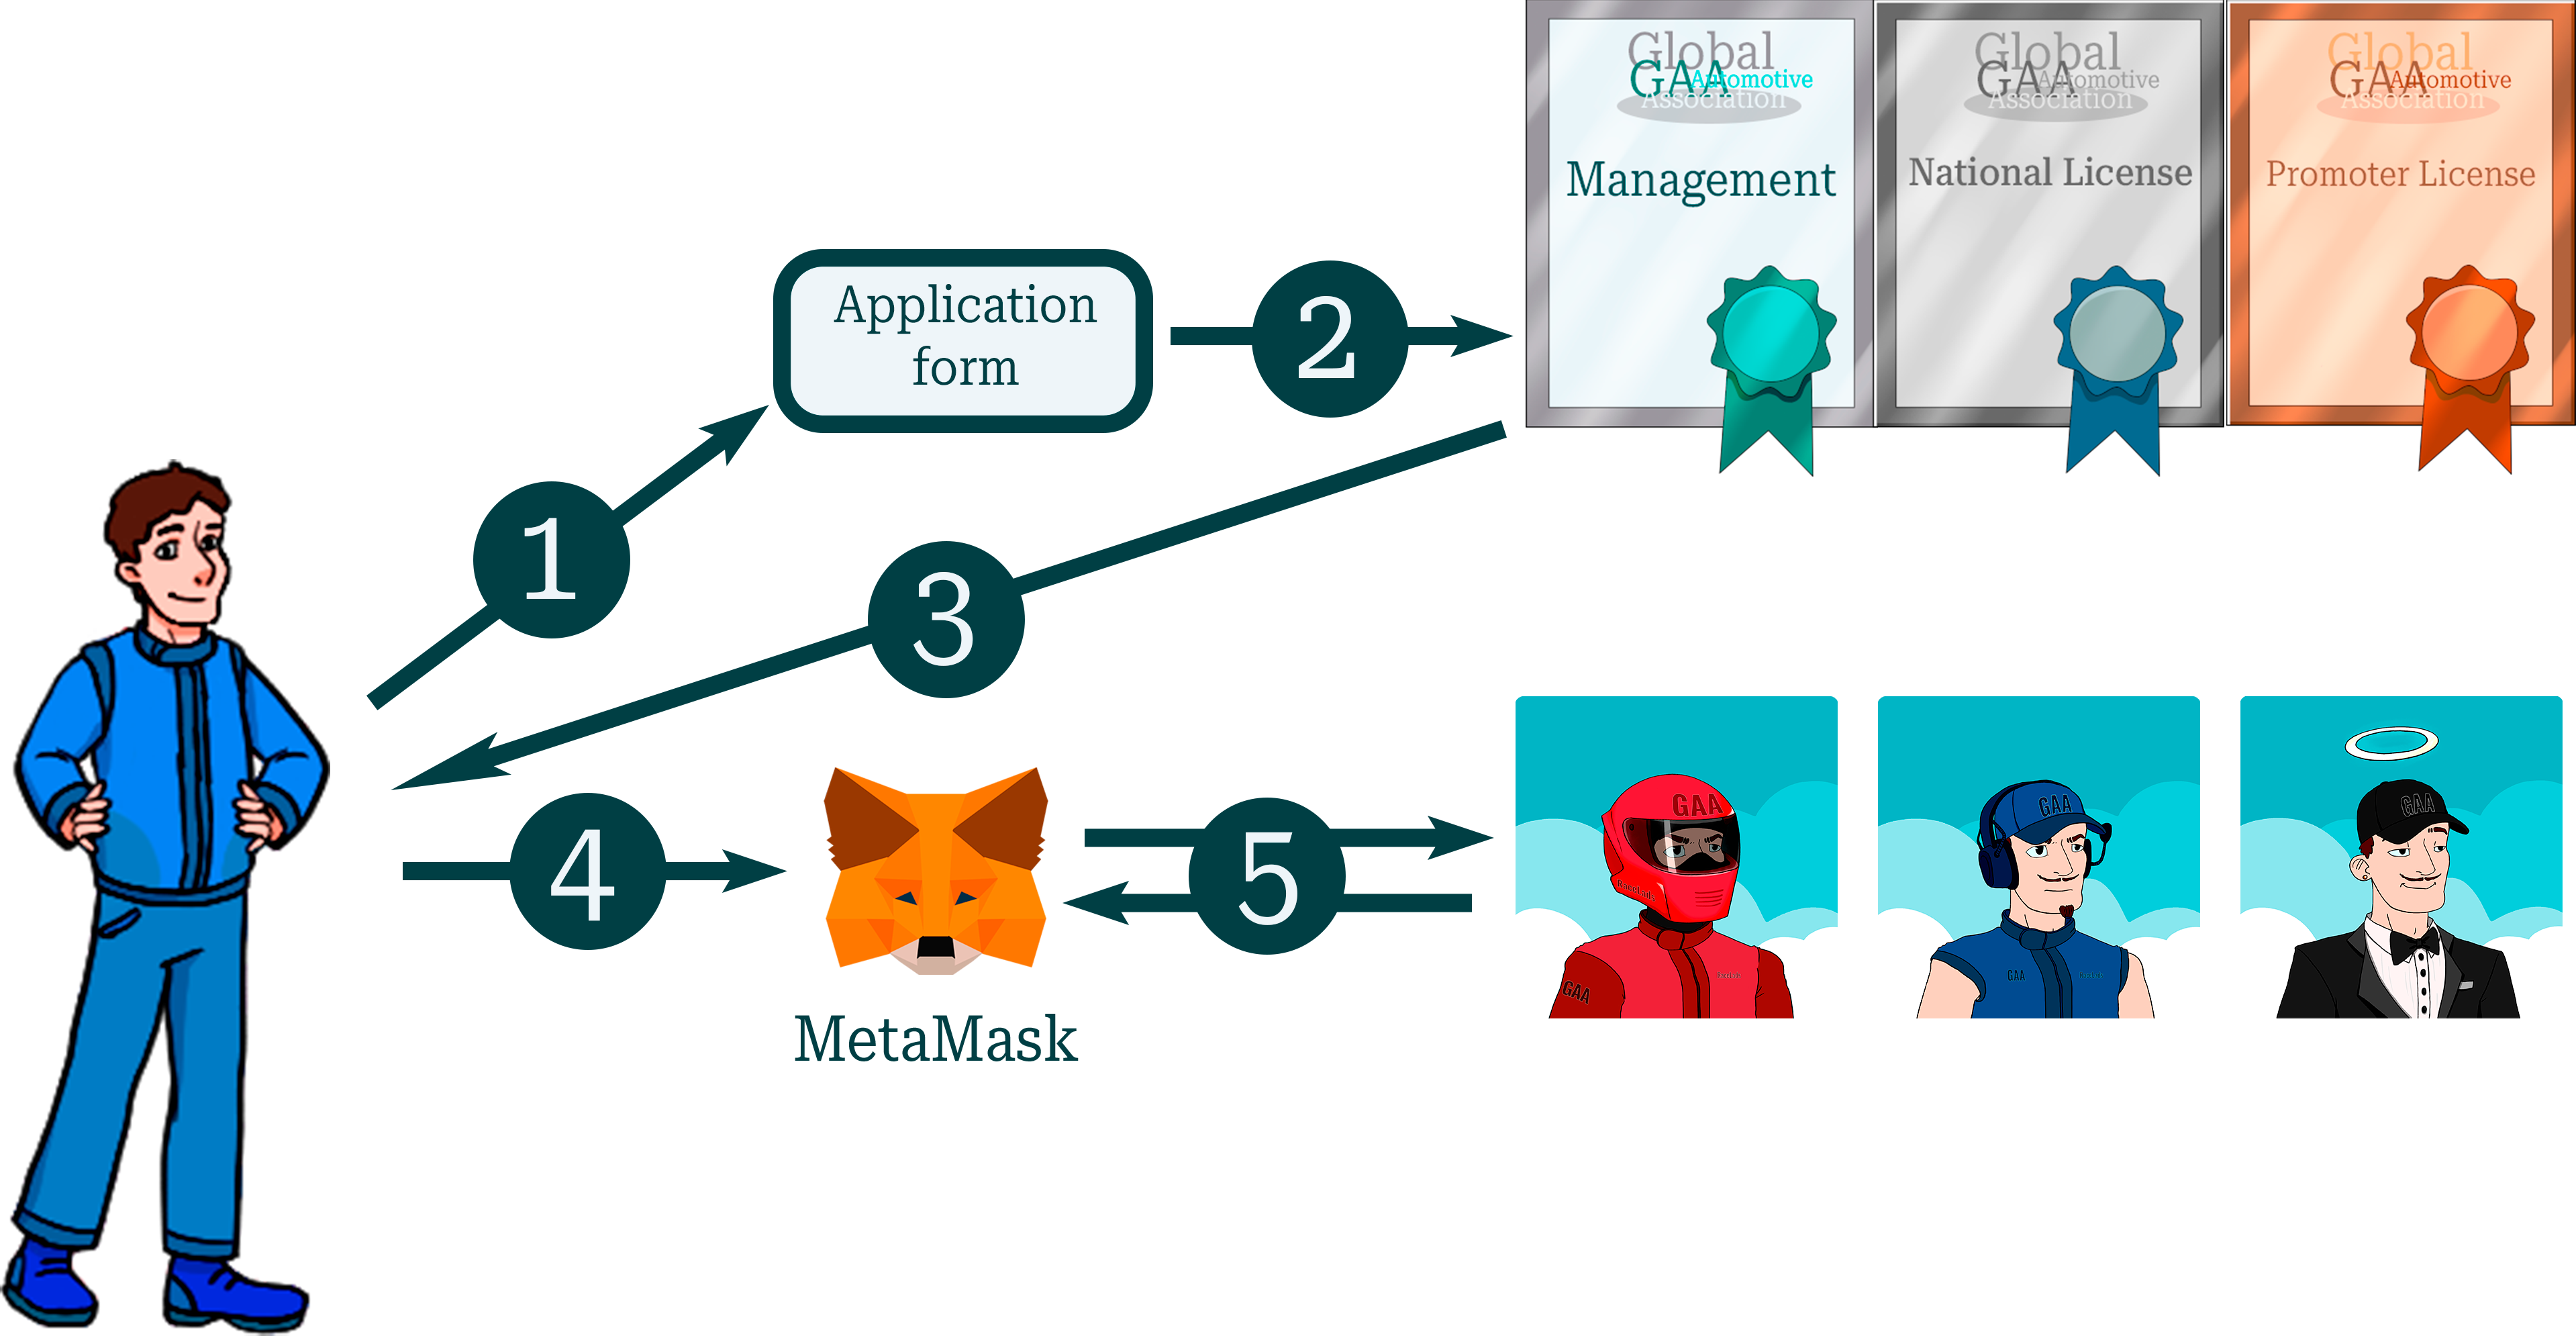 Global
GAA Automotive
Association
Management
Global
GAA Automotive
Association
National License
Global
GAA Automotive
Association
Promoter License
Application
form
2
1
3
4
5
MetaMask
GAA
RaceLab
GAA
GAA
GAA
GAA